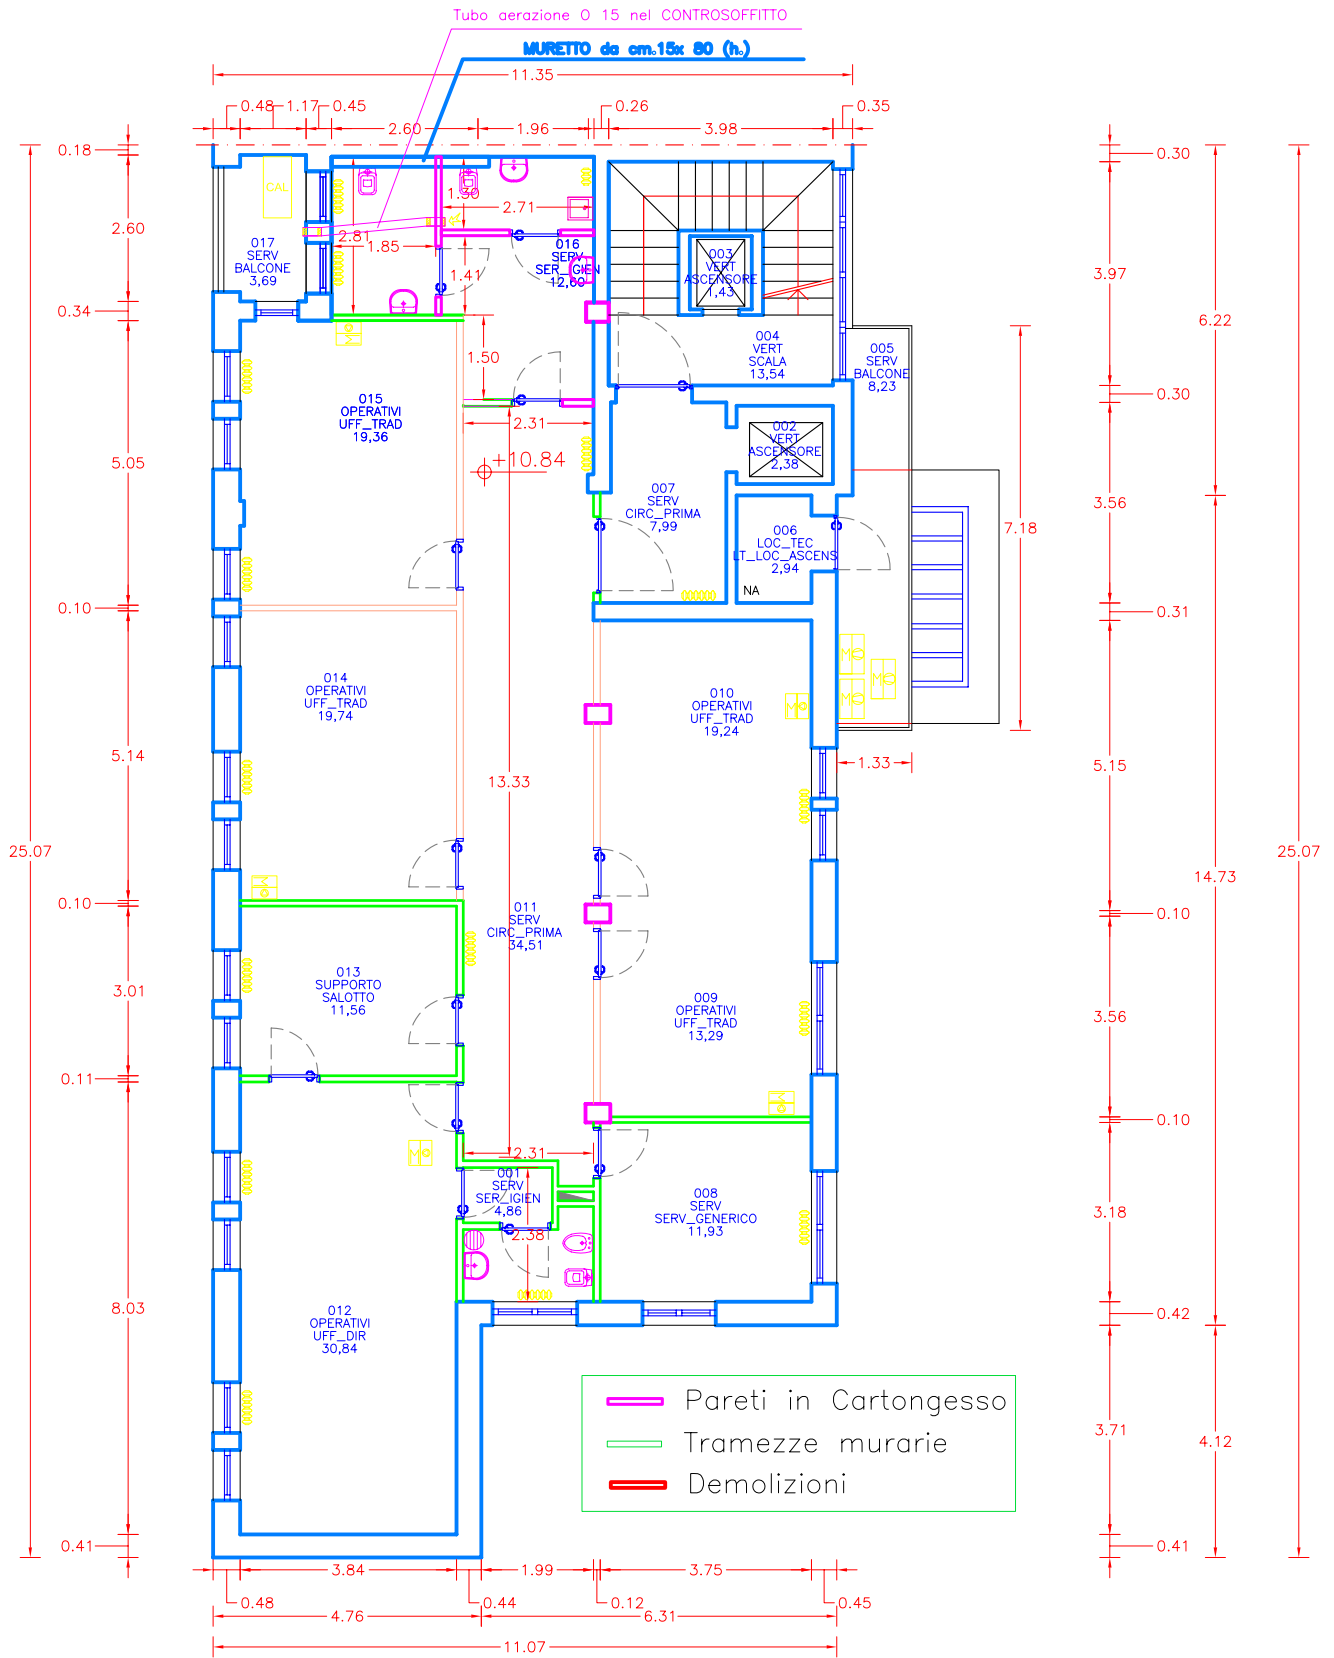 Tubo aerazione O 15 nel CONTROSOFFITTO
MURETTO da cm.15x 80 (h.)
11.35
0.48
1.17
0.45
0.26
0.35
2.60
1.96
3.98
0.18
2.60
0.34
5.05
0.10
5.14
0.10
3.01
0.11
8.03
0.41
25.07
CAL
017
SERV
BALCONE
3,69
2.81
1.85
1.30
2.71
1.41
016
SERV
SER_IGIEN
12,60
003
VERT
ASCENSORE
1,43
004
VERT
SCALA
13,54
005
SERV
BALCONE
8,23
1.50
015
OPERATIVI
UFF_TRAD
19,36
2.31
+10.84
002
VERT
ASCENSORE
2,38
007
SERV
CIRC_PRIMA
7,99
006
LOC_TEC
LT_LOC_ASCENS
2,94
NA
7.18
1.33
014
OPERATIVI
UFF_TRAD
19,74
010
OPERATIVI
UFF_TRAD
19,24
13.33
011
SERV
CIRC_PRIMA
34,51
013
SUPPORTO
SALOTTO
11,56
009
OPERATIVI
UFF_TRAD
13,29
2.31
001
SERV
SER_IGIEN
4,86
2.38
008
SERV
SERV_GENERICO
11,93
012
OPERATIVI
UFF_DIR
30,84
0.30
3.97
6.22
0.30
3.56
0.31
5.15
14.73
25.07
0.10
3.56
0.10
3.18
0.42
3.71
4.12
0.41
Pareti in Cartongesso
Tramezze murarie
Demolizioni
3.84
1.99
3.75
0.48
0.44
0.12
0.45
4.76
6.31
11.07